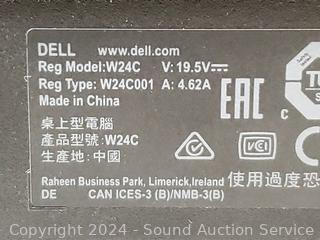 DELL www.dell.com
Reg Model:W24C V: 19.5V
Reg Type: W24C001 A: 4.62A
Made in China
EAC
TÜ
C
桌上型電腦
產品型號:W24C
生產地: 中國
VCCI
Raheen Business Park, Limerick,Ireland 使用過度恐
DE CAN ICES-3 (B)/NMB-3(B)
Copyright 2024 - Sound Auction Service